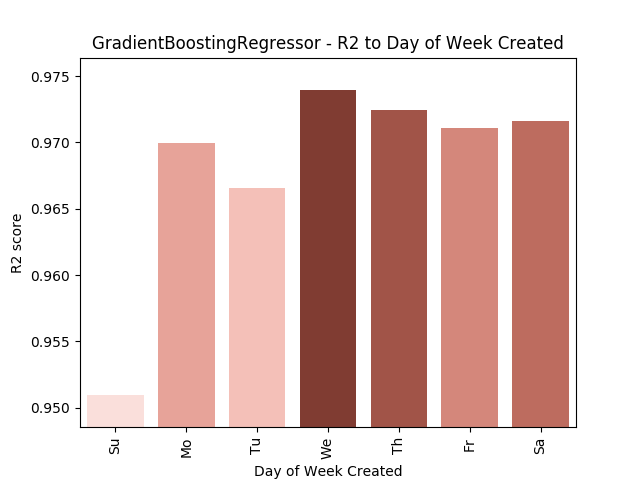 GradientBoostingRegressor - R2 to Day of Week Created
0.975
0.970
0.965
0.960
0.955
0.950
R2 score
Su
Mo
Tu
We
Th
Fr
Sa
Day of Week Created